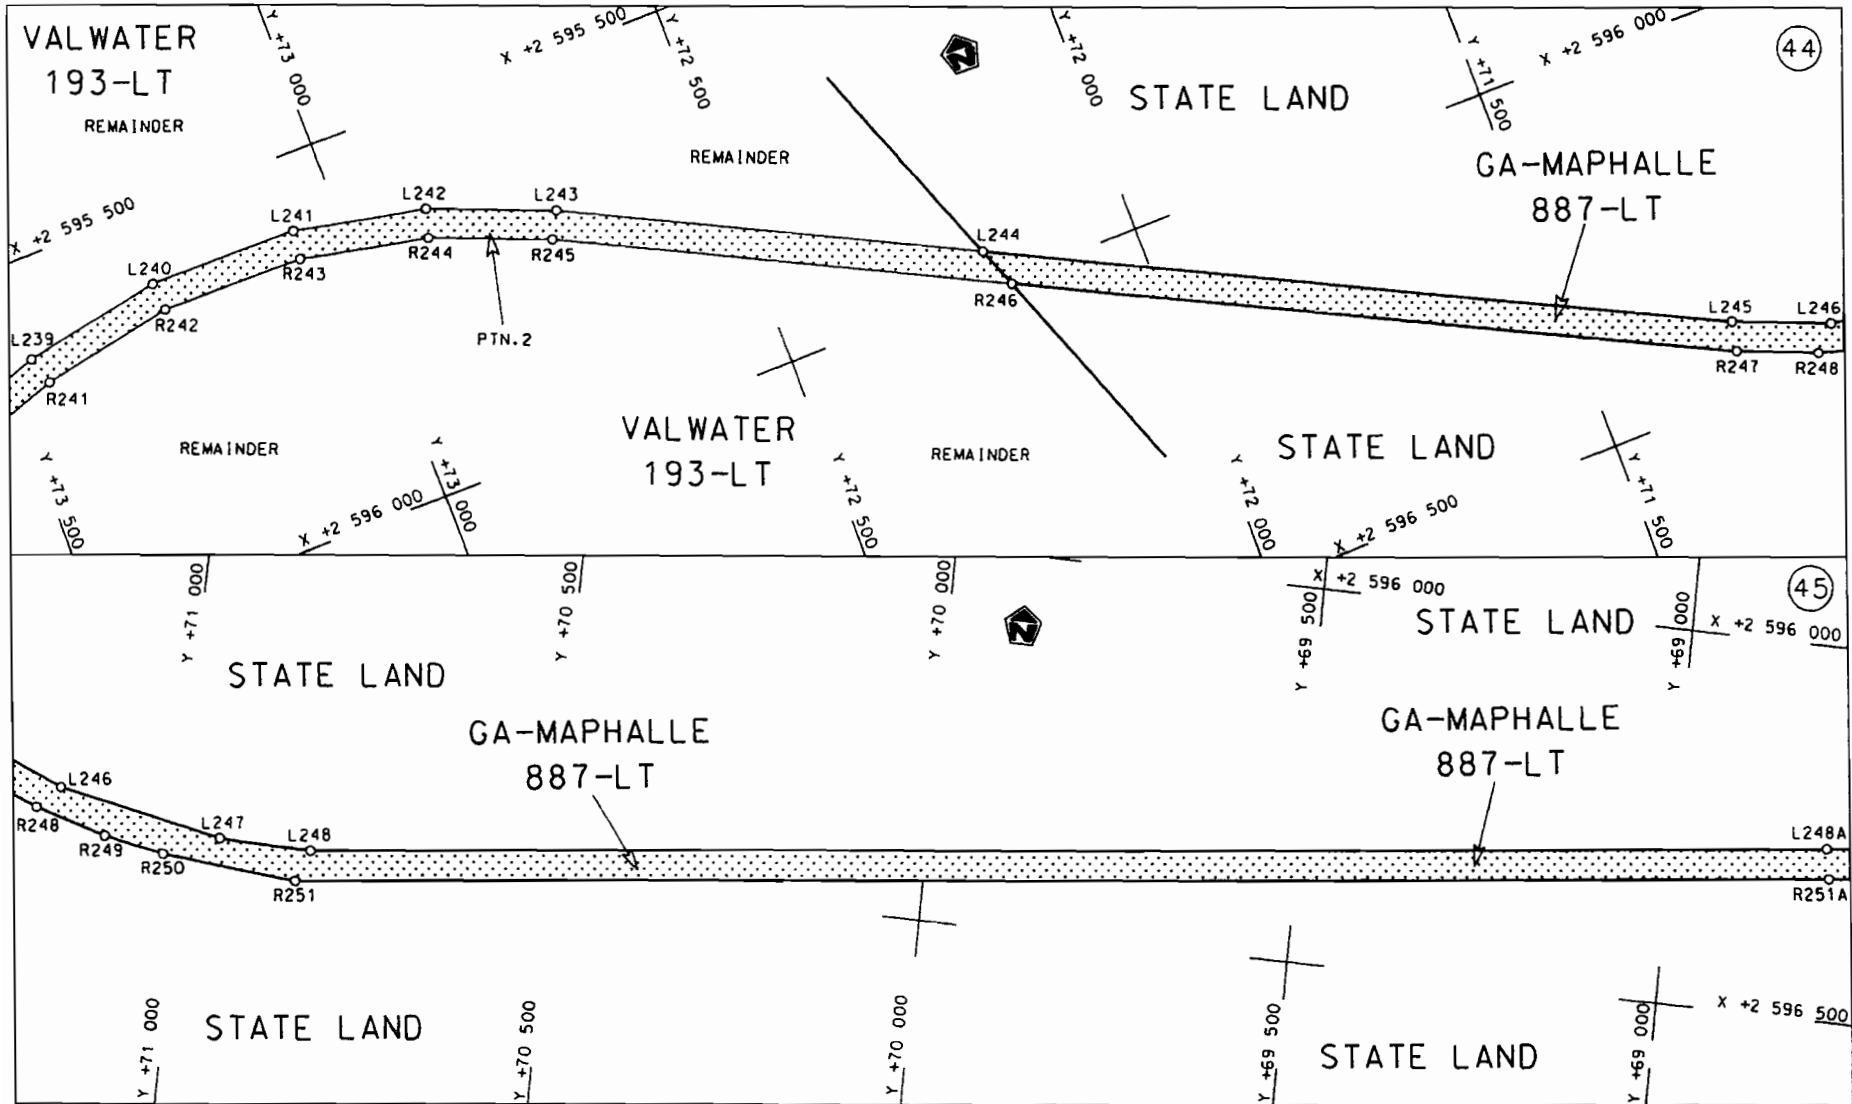 VALWATER
193-LT
REMAINDER
Y +73 000
X +2 595 500
Y +72 500
N
Y +72 000
STATE LAND
Y +71 500
X +2 596 000
44
REMAINDER
GA-MAPHALLE
887-LT
X +2 595 500
L239
L240
L241
L242
L243
L244
L245
L246
R241
R242
R243
R244
R245
R246
R247
R248
PTN.2
REMAINDER
VALWATER
193-LT
REMAINDER
STATE LAND
Y +73 500
X +2 596 000
Y +73 000
Y +72 500
Y +72 000
X +2 596 500
Y +71 500
Y +71 000
Y +70 500
Y +70 000
N
X +2 596 000
Y +69 500
STATE LAND
45
Y +69 000
X +2 596 000
STATE LAND
GA-MAPHALLE
887-LT
GA-MAPHALLE
887-LT
L246
L247
L248
L248A
R248
R249
R250
R251
R251A
Y +71 000
STATE LAND
Y +70 500
Y +70 000
Y +69 500
STATE LAND
Y +69 000
X +2 596 500